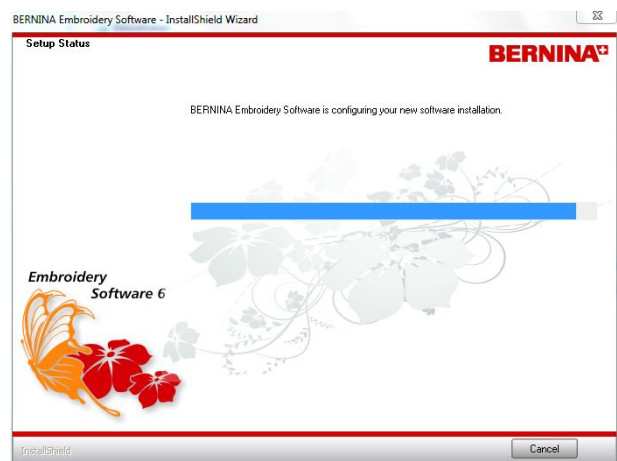 BERNINA Embroidery Software - InstallShield Wizard
Setup Status
BERNINA
BERNINA Embroidery Software is configuring your new software installation.
Embroidery
Software 6
InstallShield
Cancel